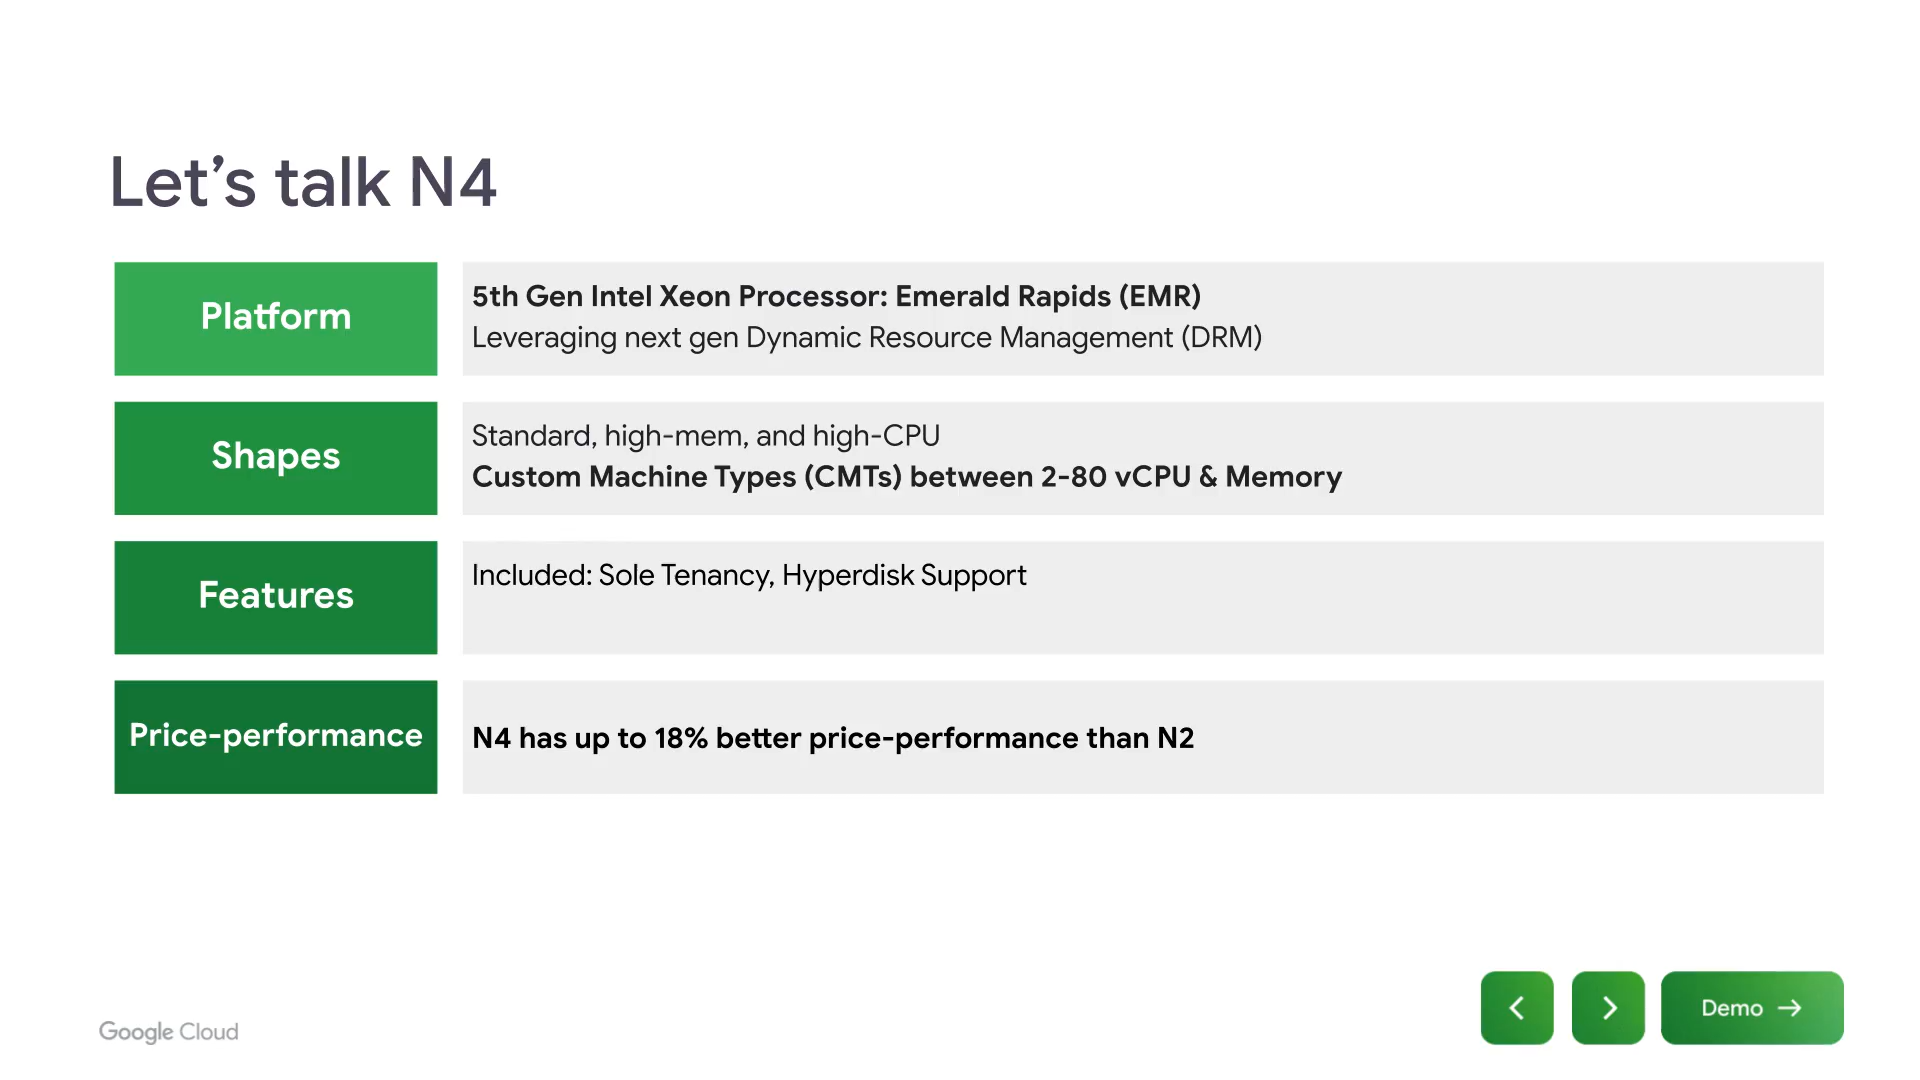 Let’s talk N4
Platform
5th Gen Intel Xeon Processor: Emerald Rapids (EMR)
Leveraging next gen Dynamic Resource Management (DRM)
Shapes
Standard, high-mem, and high-CPU
Custom Machine Types (CMTs) between 2-80 vCPU & Memory
Features
Included: Sole Tenancy, Hyperdisk Support
Price-performance
N4 has up to 18% better price-performance than N2
Google Cloud
Demo